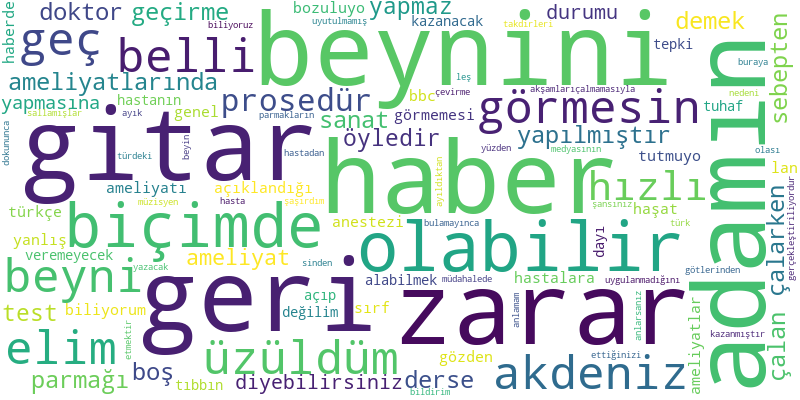 haberde
doktor
geçirme
bozuluyo
uyutulmamış
yapmaz
kazanacak
durumu
takdirleri
demek
geç
belli
beynini
biliyoruz
tepki
buraya
adamın
sebepten
ameliyatlarında
yapmasına
hastanın
prosedür
bbc
görmesin
tuhaf
nedeni
sallamışlar
ayık
genel
parmakların
sanat
görmemesi
çevirme
leş
akşamlarıçalmamasıyla
dokununca
gitar
türdeki
beyin
hastadan
öyledir
yapılmıştır
yüzden
tutmuyo
olası
lan
ameliyatı
açıklandığı
haber
medyasının
ayıldıktan
hızlı
çalarken
gerçekleştiriliyordur
türkçe
müzisyen
hasta
şaşırdım
anestezi
bulamayınca
şansınız
haşat
türk
biçimde
yanlış
veremeyecek
yazacak
olabilir
dayı
beyni
ameliyat
sinden
alabilmek
müdahalede
hastalara
uygulanmadığını
götlerinden
geri
zarar
test
biliyorum
açıp
değilim
sırf
anlamam
anlarsanız
kazanmıştır
elim
etmektir
üzüldüm
gözden
ettiğinizi
ameliyatlar
çalan
parmağı
boş
tıbbın
diyebilirsiniz
derse
bildirim
akdeniz